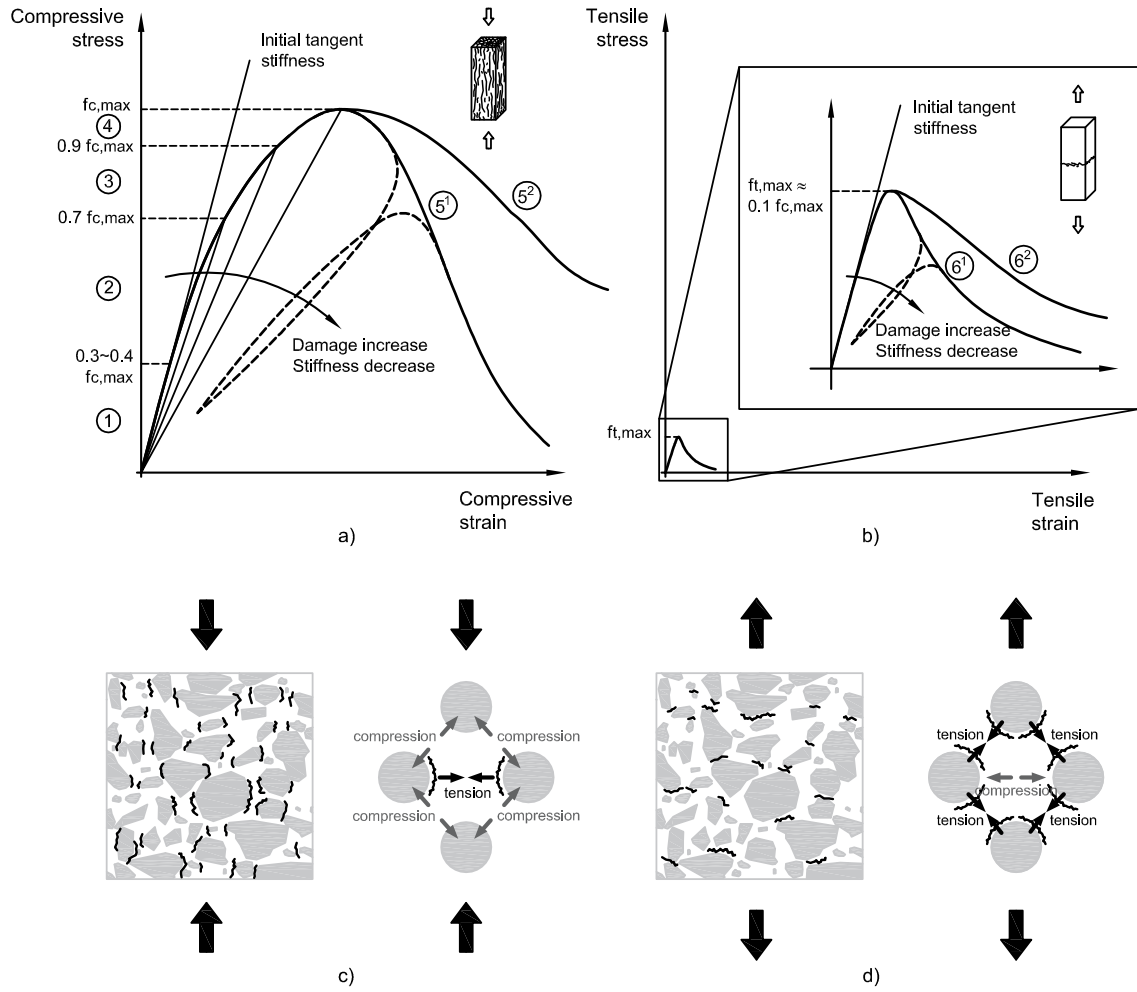 Compressive
stress
Initial tangent
stiffness
fc,max
④
0.9 fc,max
③
0.7 fc,max
②
0.3~0.4
fc,max
①
5¹
5²
Damage increase
Stiffness decrease
Compressive
strain
a)
Tensile
stress
Initial tangent
stiffness
ft,max ≈
0.1 fc,max
6¹
6²
Damage increase
Stiffness decrease
ft,max
Tensile
strain
b)
compression
compression
tension
compression
compression
c)
tension
tension
compression
tension
tension
d)